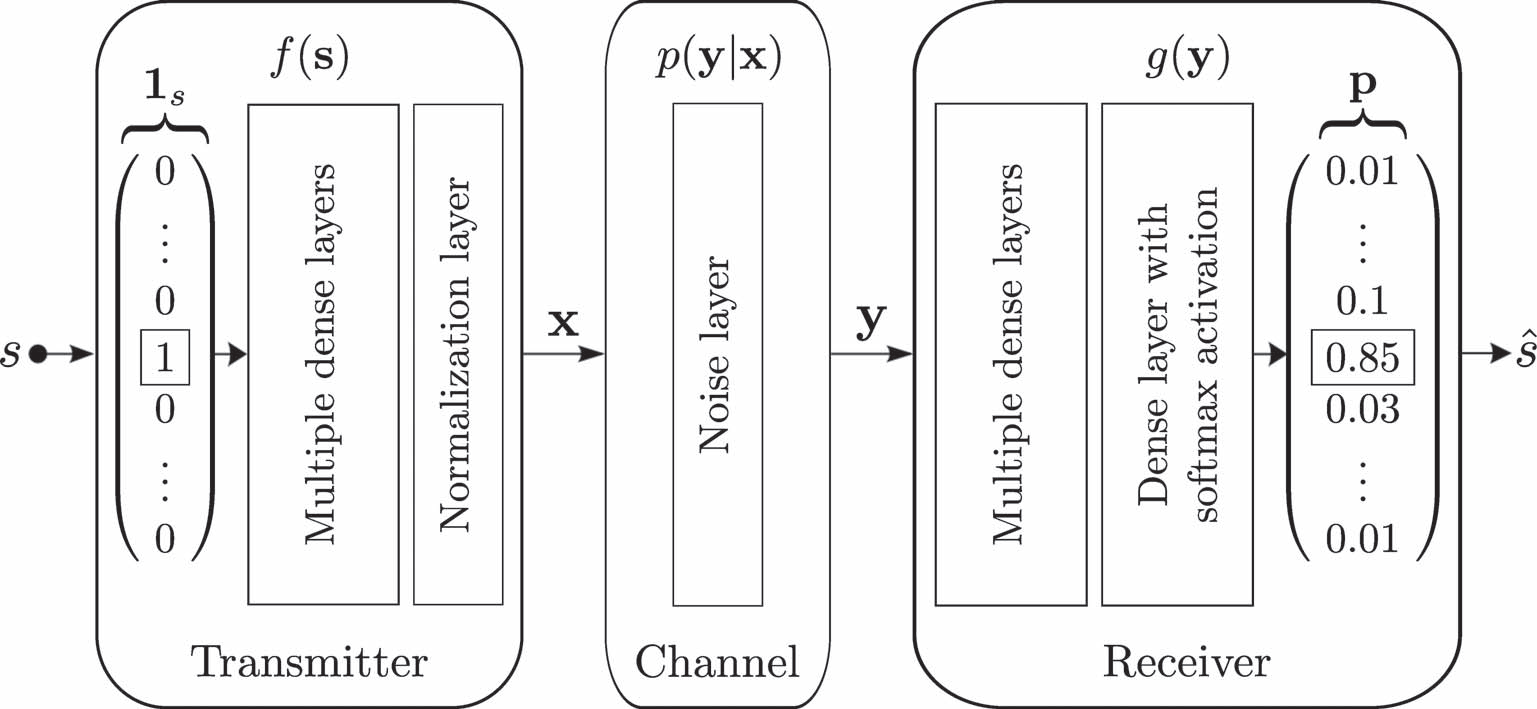 s
f(s)
1ₛ
0
⋮
0
1
0
⋮
0
Multiple dense layers
Normalization layer
Transmitter
x
p(y|x)
Noise layer
Channel
y
g(y)
Multiple dense layers
Dense layer with
softmax activation
p
0.01
⋮
0.1
0.85
0.03
⋮
0.01
Receiver
ŝ